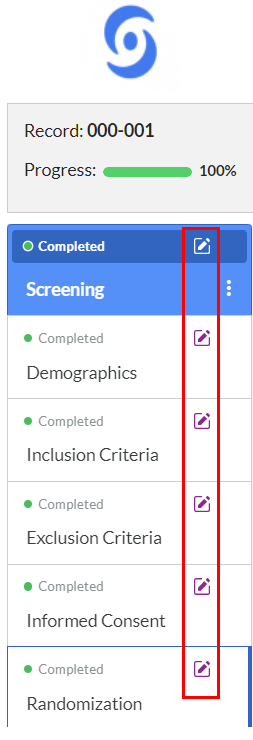 Record: 000-001
Progress: 100%
Completed
Screening
Completed
Demographics
Completed
Inclusion Criteria
Completed
Exclusion Criteria
Completed
Informed Consent
Completed
Randomization